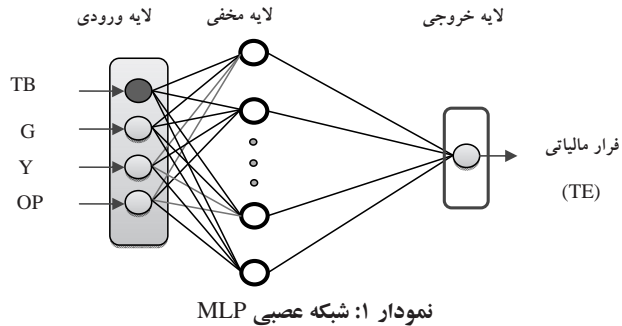 لایه ورودی
لایه مخفی
لایه خروجی
TB
G
Y
OP
فرار مالیاتی
(TE)
نمودار ۱: شبکه عصبی MLP